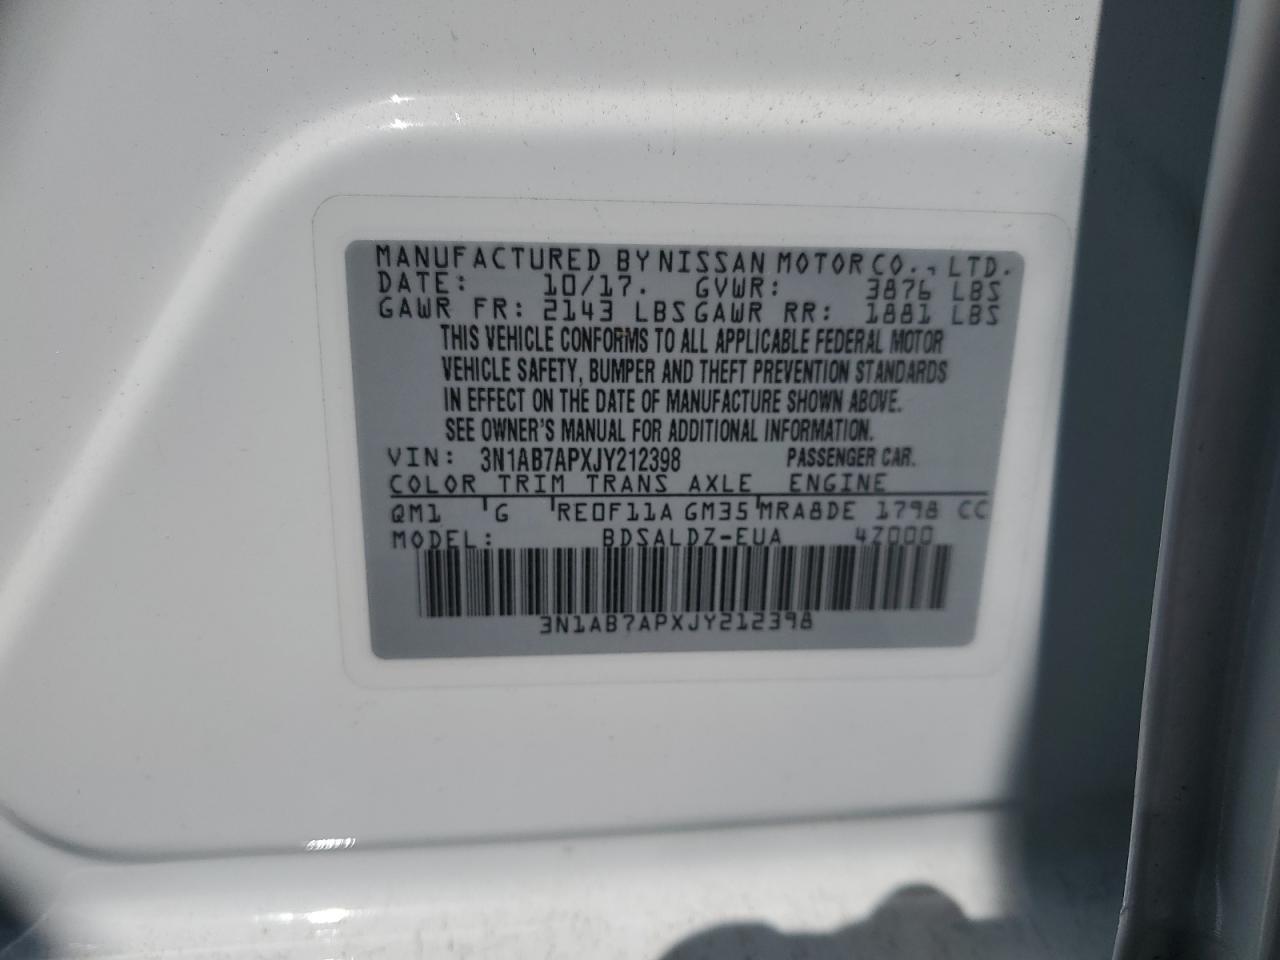 MANUFACTURED BY NISSAN MOTOR CO., LTD.
DATE: 10/17. GVWR: 3876 LBS
GAWR FR: 2143 LBS GAWR RR: 1881 LBS
THIS VEHICLE CONFORMS TO ALL APPLICABLE FEDERAL MOTOR
VEHICLE SAFETY, BUMPER AND THEFT PREVENTION STANDARDS
IN EFFECT ON THE DATE OF MANUFACTURE SHOWN ABOVE.
SEE OWNER'S MANUAL FOR ADDITIONAL INFORMATION.
VIN: 3N1AB7APXJY212398 PASSENGER CAR.
COLOR TRIM TRANS AXLE ENGINE
QM1 G RE0F11A GM35 MRA8DE 1798 CC
MODEL: BDSALDZ-EUA 4Z000
3N1AB7APXJY212398